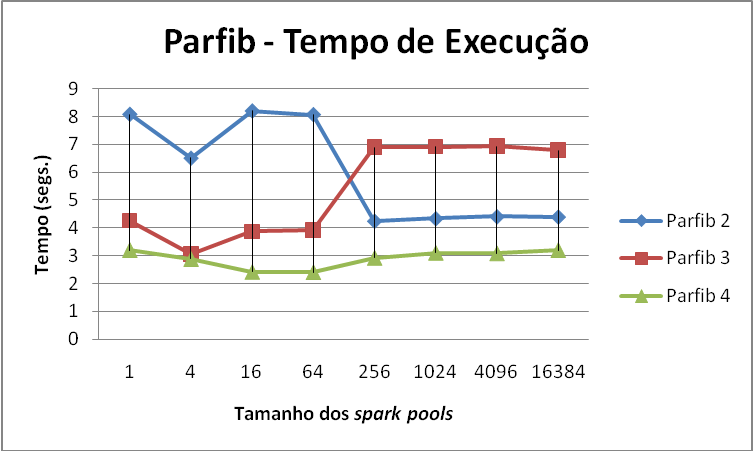 Parfib - Tempo de Execução
Tempo (segs.)
9
8
7
6
5
4
3
2
1
0
1 4 16 64 256 1024 4096 16384
Tamanho dos spark pools
Parfib 2
Parfib 3
Parfib 4